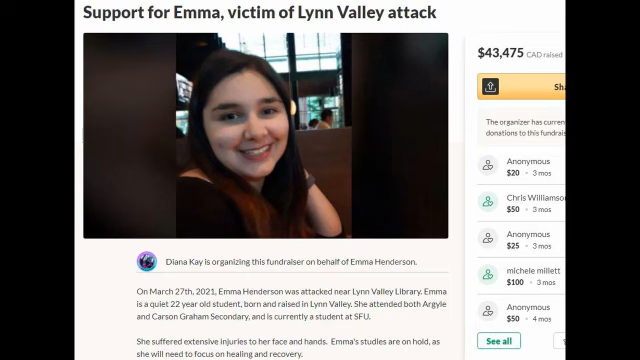 Support for Emma, victim of Lynn Valley attack
$43,475 CAD raised
Sha
The organizer has curren
donations to this fundrais
Anonymous
$20 • 3 mos
Chris Williamso
$50 • 3 mos
Anonymous
$25 • 3 mos
michele millett
$100 • 3 mos
Anonymous
$50 • 4 mos
See all
Diana Kay is organizing this fundraiser on behalf of Emma Henderson.
On March 27th, 2021, Emma Henderson was attacked near Lynn Valley Library. Emma
is a quiet 22 year old student, born and raised in Lynn Valley. She attended both Argyle
and Carson Graham Secondary, and is currently a student at SFU.
She suffered extensive injuries to her face and hands. Emma's studies are on hold, as
she will need to focus on healing and recovery.